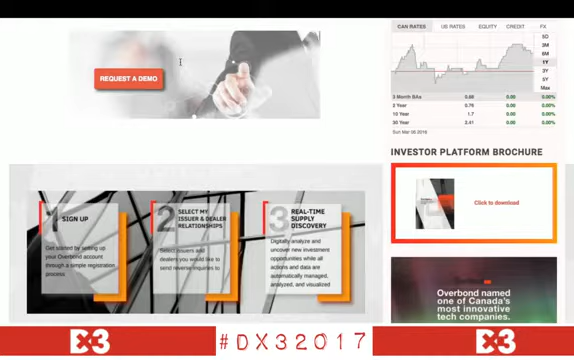 CAN RATES US RATES EQUITY CREDIT FX
5D
3M
6M
1Y
3Y
5Y
Max
3 Month BAs 0.88 0.00 0.00%
2 Year 0.76 0.00 0.00%
10 Year 1.7 0.00 0.00%
30 Year 2.41 0.00 0.00%
REQUEST A DEMO
INVESTOR PLATFORM BROCHURE
Click to download
1 SIGN UP
Get started by setting up
your Overbond account
through a simple registration
process
2 SELECT MY
ISSUER & DEALER
RELATIONSHIPS
Select issuers and
dealers you would like to
send reverse inquiries to
3 REAL-TIME
SUPPLY
DISCOVERY
Digitally analyze and
uncover new investment
opportunities while all
actions and data are
automatically managed,
analyzed, and visualized
Overbond named
one of Canada's
most innovative
tech companies.
DX3
#DX32017
DX3